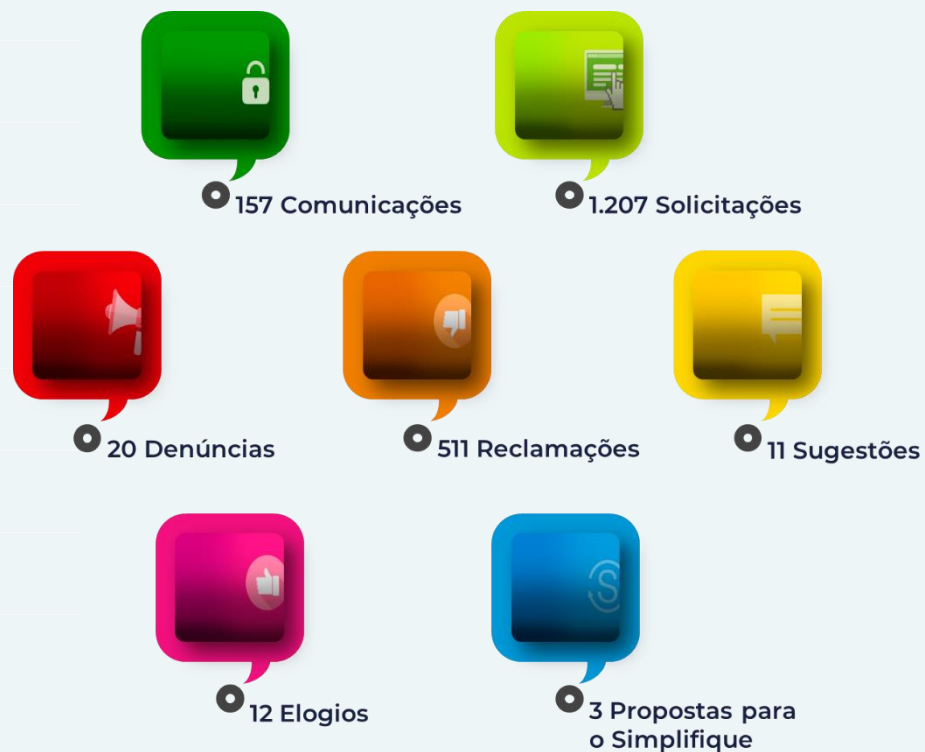 157 Comunicações
1.207 Solicitações
20 Denúncias
511 Reclamações
11 Sugestões
12 Elogios
3 Propostas para
o Simplifique